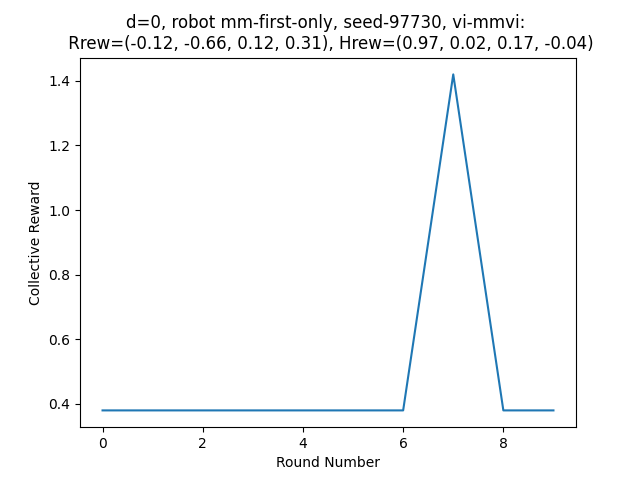 d=0, robot mm-first-only, seed-97730, vi-mmvi:
Rrew=(-0.12, -0.66, 0.12, 0.31), Hrew=(0.97, 0.02, 0.17, -0.04)
1.4
1.2
1.0
0.8
0.6
0.4
Collective Reward
0 2 4 6 8
Round Number